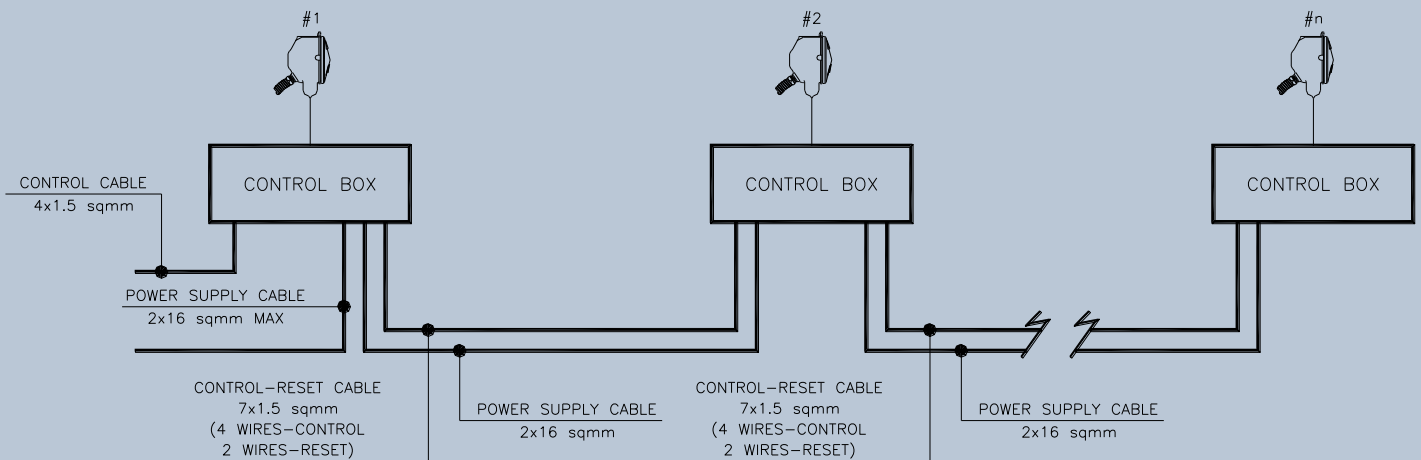 #1
#2
#n
CONTROL BOX
CONTROL BOX
CONTROL BOX
CONTROL CABLE
4x1.5 sqmm
POWER SUPPLY CABLE
2x16 sqmm MAX
CONTROL-RESET CABLE
7x1.5 sqmm
(4 WIRES-CONTROL
2 WIRES-RESET)
POWER SUPPLY CABLE
2x16 sqmm
CONTROL-RESET CABLE
7x1.5 sqmm
(4 WIRES-CONTROL
2 WIRES-RESET)
POWER SUPPLY CABLE
2x16 sqmm